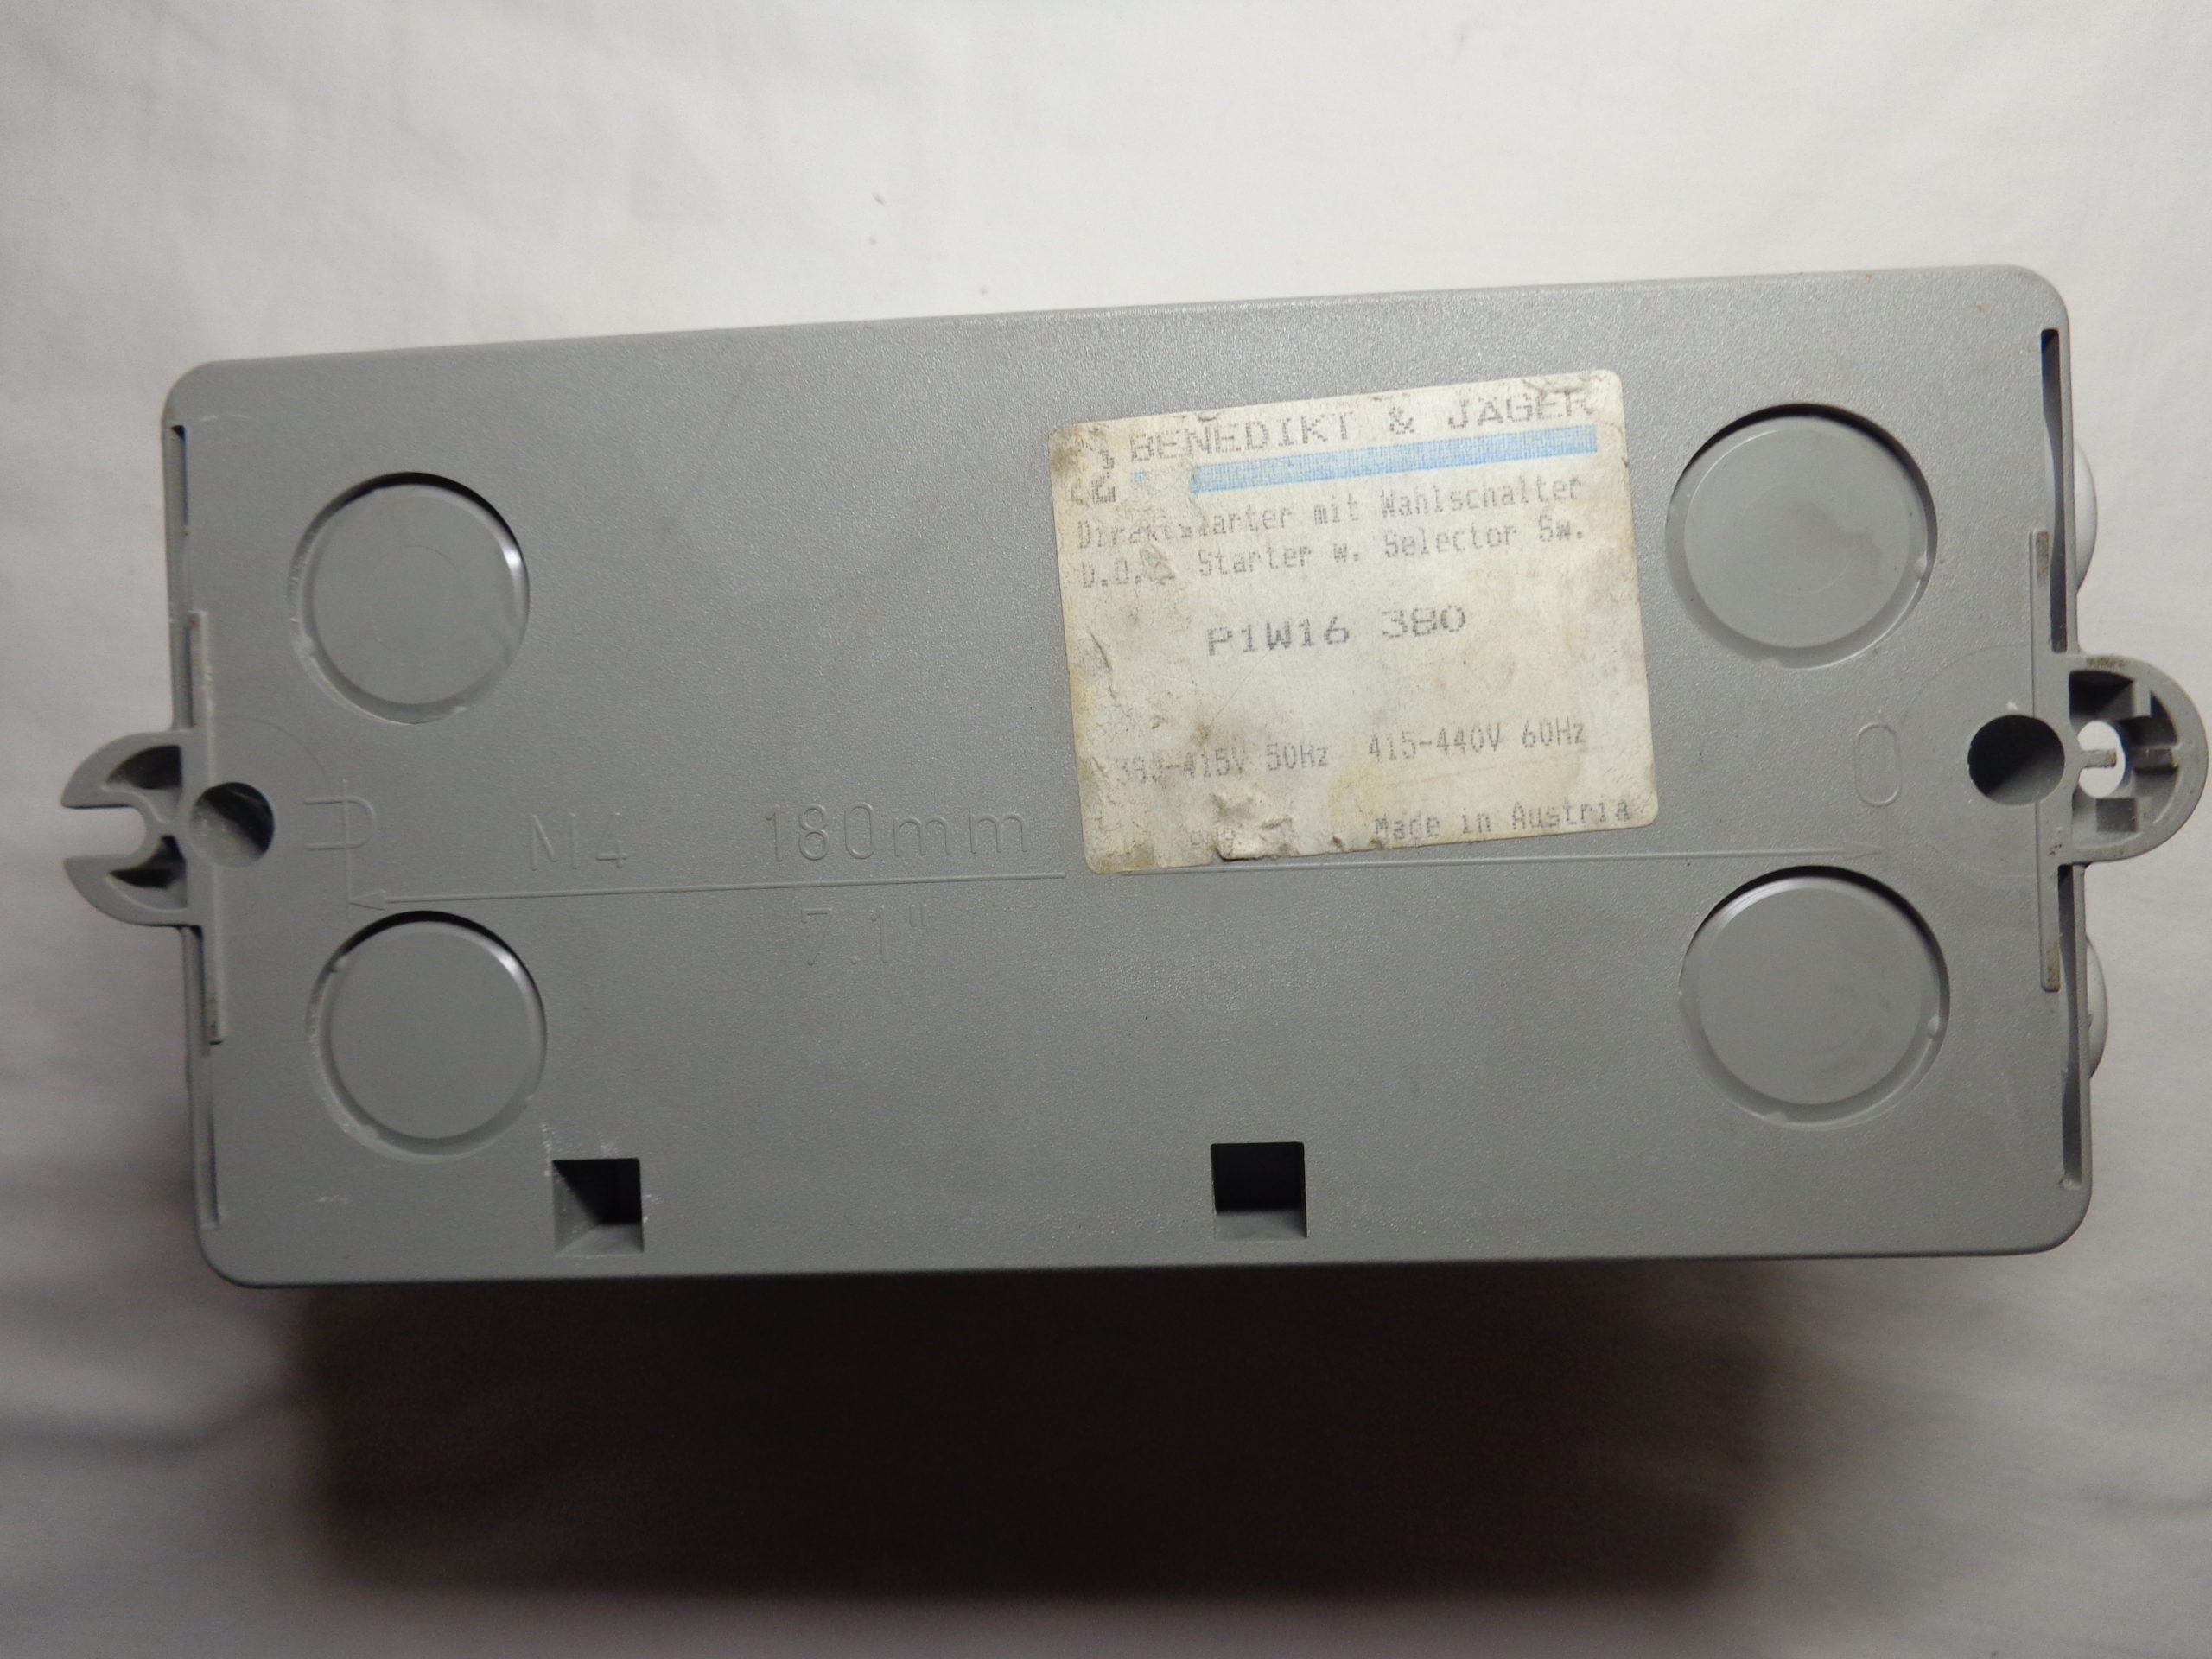 BENEDIKT & JÄGER
Direktstarter mit Wahlschalter
Starter w. Selector Sw.
P1W16 380
415-440V 60Hz
50Hz
Made in Austria
M4 180mm
7.1"